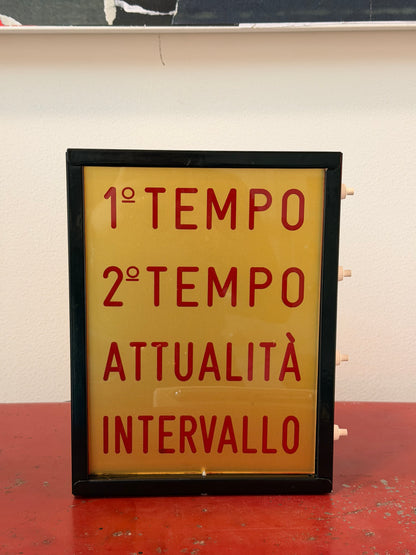 1º TEMPO
2º TEMPO
ATTUALITÀ
INTERVALLO